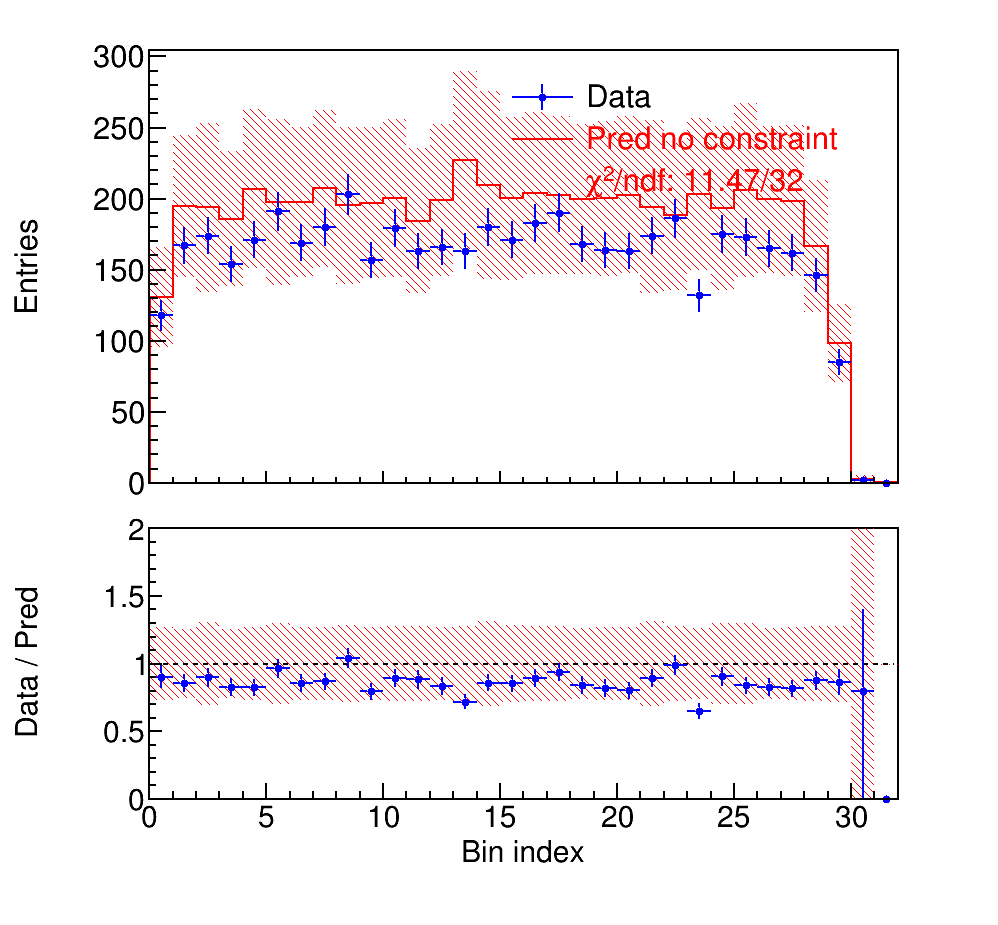 300
250
200
150
100
50
0
Entries
Data
Pred no constraint
χ²/ndf: 11.47/32
2
1.5
1
0.5
0
Data / Pred
0 5 10 15 20 25 30
Bin index